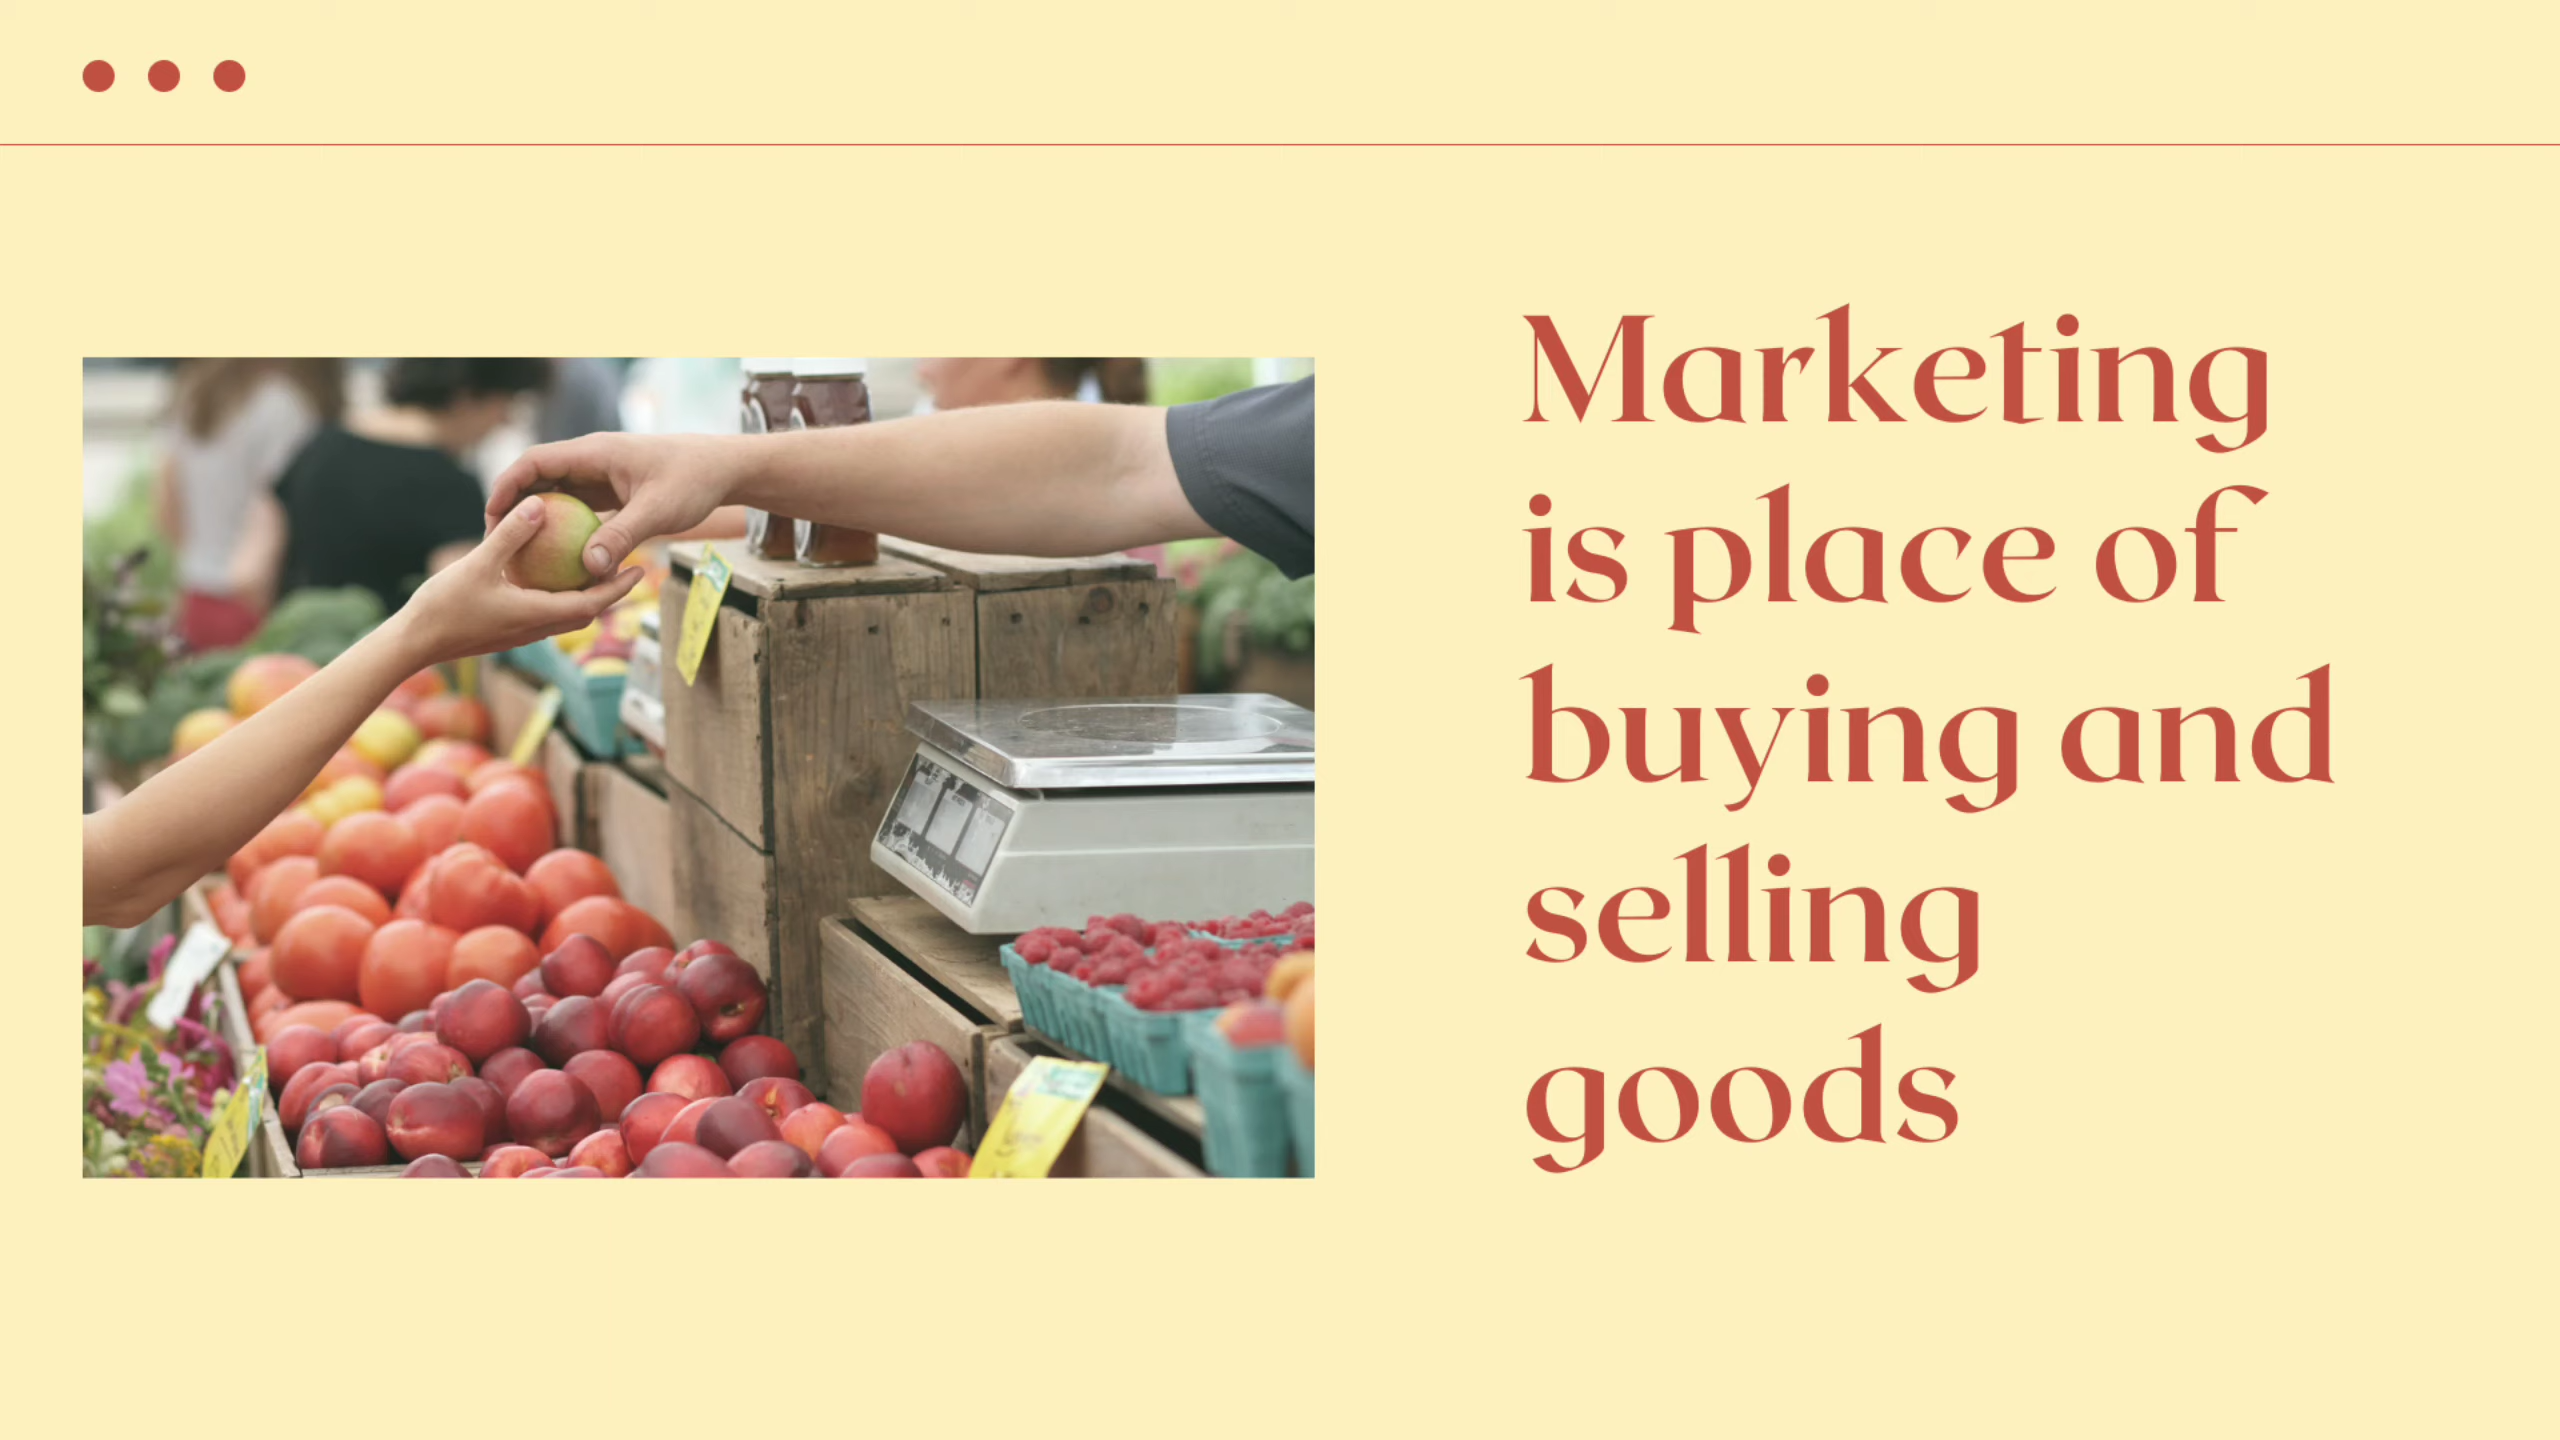 Marketing
is place of
buying and
selling
goods